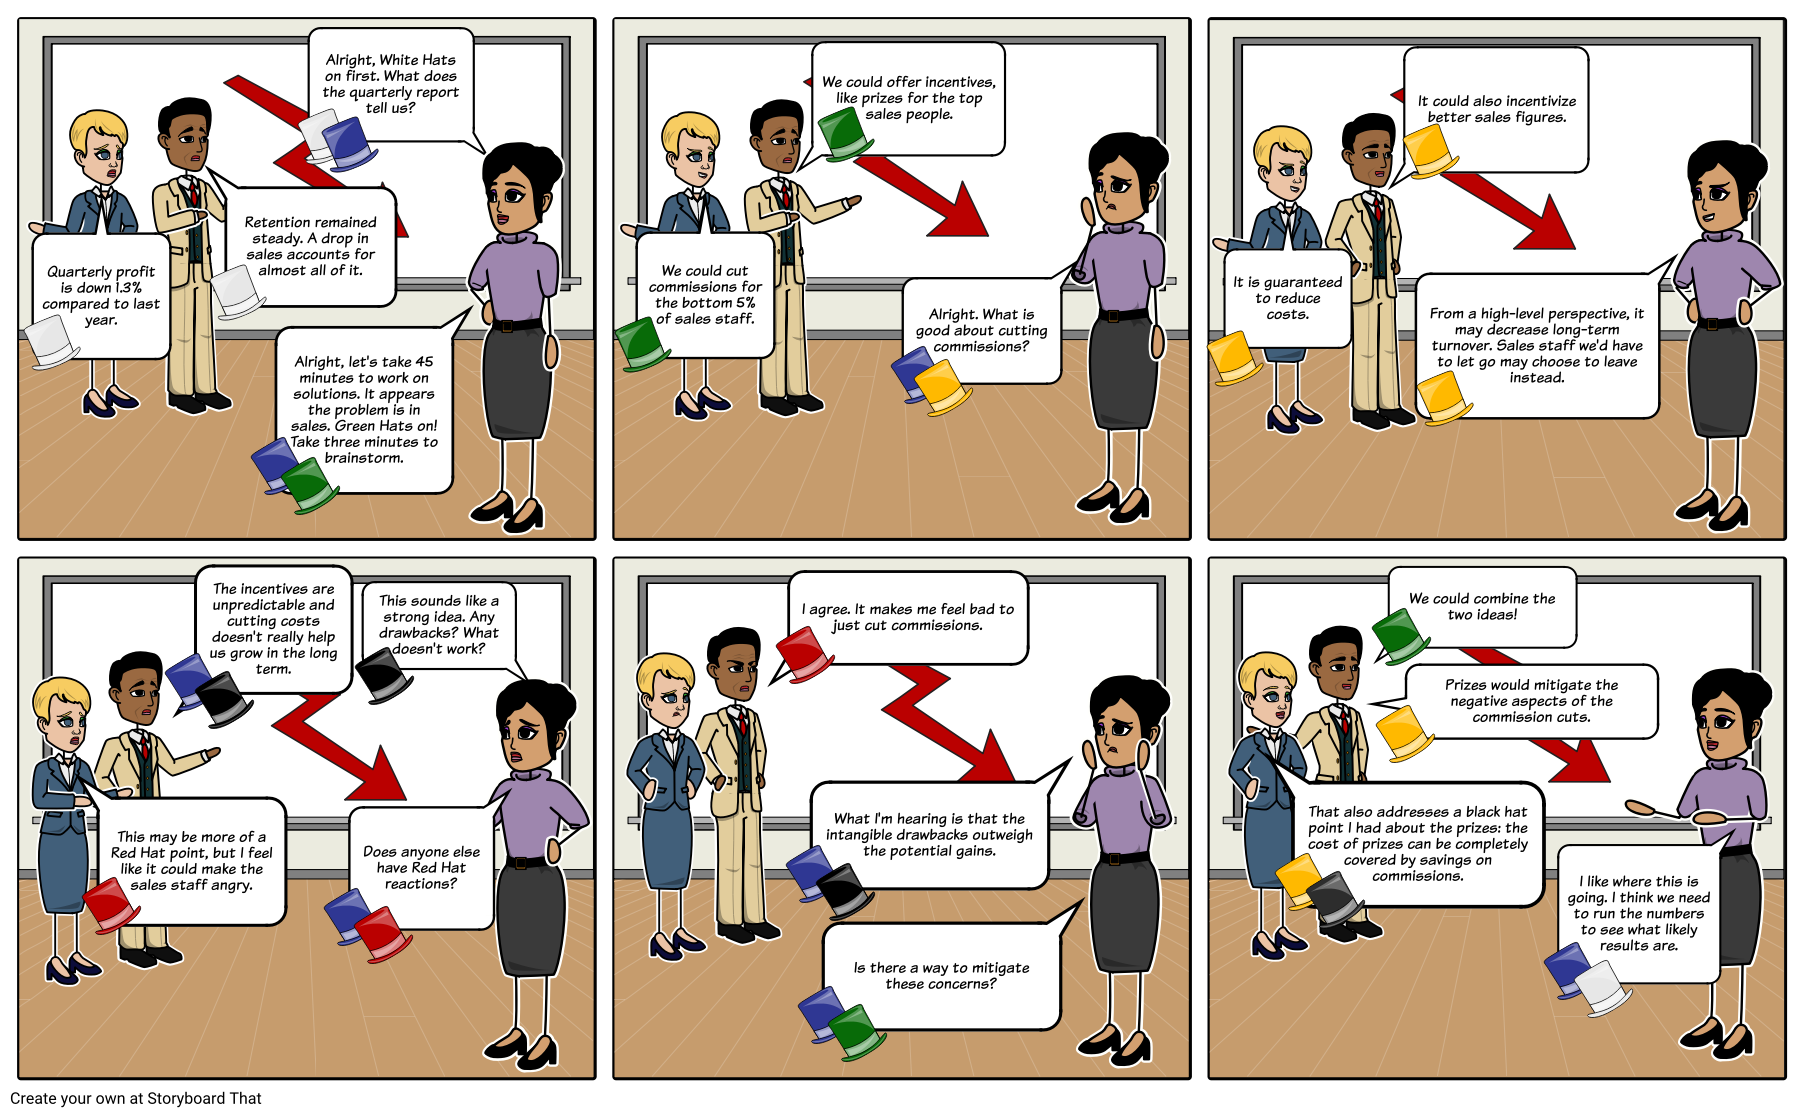 Alright, White Hats
on first. What does
the quarterly report
tell us?
Quarterly profit
is down 1.3%
compared to last
year.
Retention remained
steady. A drop in
sales accounts for
almost all of it.
Alright, let's take 45
minutes to work on
solutions. It appears
the problem is in
sales. Green Hats on!
Take three minutes to
brainstorm.
We could offer incentives,
like prizes for the top
sales people.
We could cut
commissions for
the bottom 5%
of sales staff.
Alright. What is
good about cutting
commissions?
It could also incentivize
better sales figures.
It is guaranteed
to reduce
costs.
From a high-level perspective, it
may decrease long-term
turnover. Sales staff we'd have
to let go may choose to leave
instead.
The incentives are
unpredictable and
cutting costs
doesn't really help
us grow in the long
term.
This sounds like a
strong idea. Any
drawbacks? What
doesn't work?
This may be more of a
Red Hat point, but I feel
like it could make the
sales staff angry.
Does anyone else
have Red Hat
reactions?
I agree. It makes me feel bad to
just cut commissions.
What I'm hearing is that the
intangible drawbacks outweigh
the potential gains.
Is there a way to mitigate
these concerns?
We could combine the
two ideas!
Prizes would mitigate the
negative aspects of the
commission cuts.
That also addresses a black hat
point I had about the prizes: the
cost of prizes can be completely
covered by savings on
commissions.
I like where this is
going. I think we need
to run the numbers
to see what likely
results are.
Create your own at Storyboard That